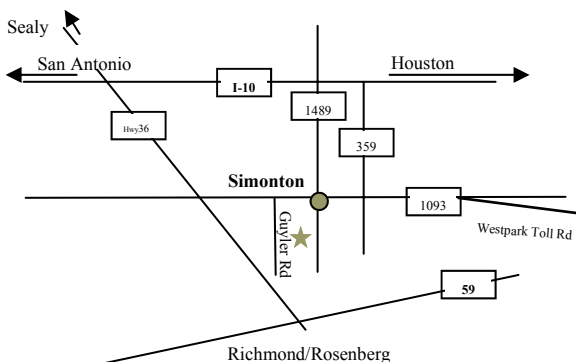 Sealy
San Antonio
Houston
I-10
1489
Hwy36
359
Simonton
1093
Guyler Rd
Westpark Toll Rd
59
Richmond/Rosenberg